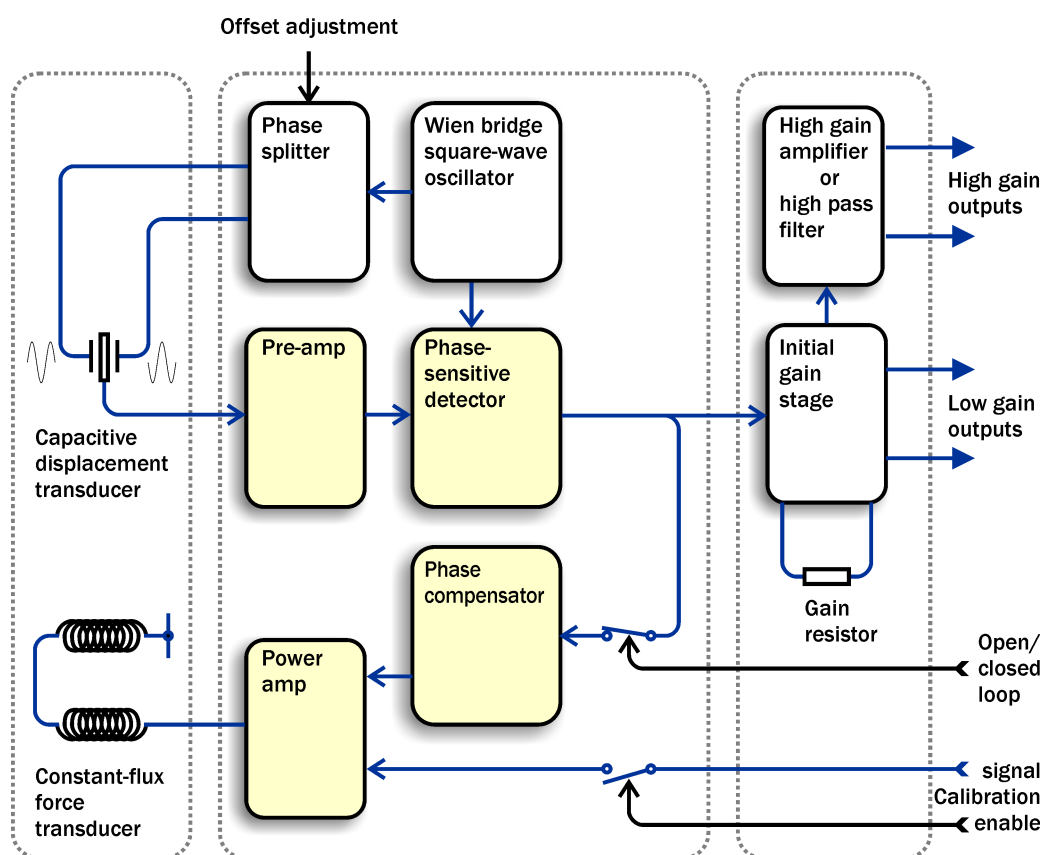 Offset adjustment
Phase
splitter
Wien bridge
square-wave
oscillator
High gain
amplifier
or
high pass
filter
High gain
outputs
Pre-amp
Phase-
sensitive
detector
Initial
gain
stage
Low gain
outputs
Capacitive
displacement
transducer
Phase
compensator
Gain
resistor
Power
amp
Open/
closed
loop
Constant-flux
force
transducer
signal
Calibration
enable